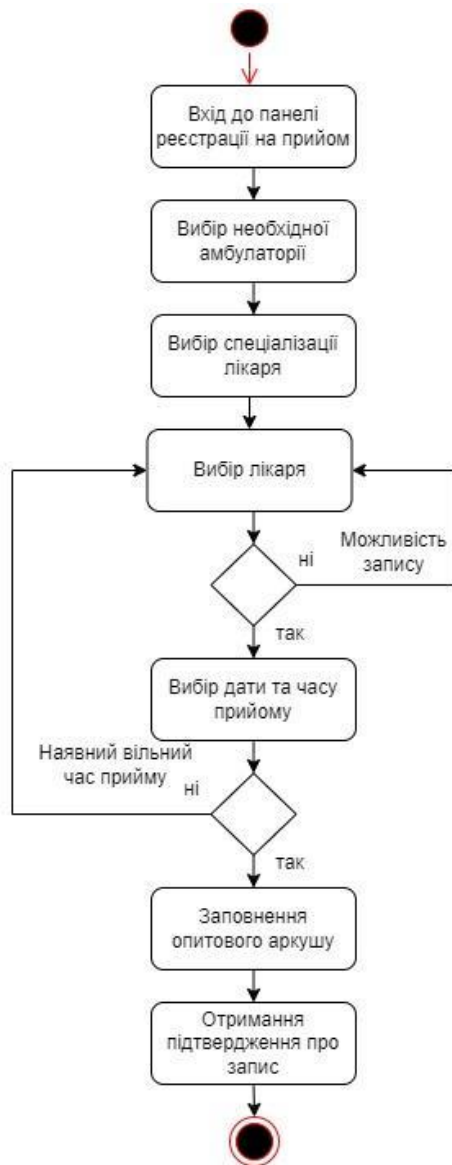 Вхід до панелі
реєстрації на прийом
Вибір необхідної
амбулаторії
Вибір спеціалізації
лікаря
Вибір лікаря
ні
Можливість
запису
так
Вибір дати та часу
прийому
Наявний вільний
час прийму
ні
так
Заповнення
опитового аркушу
Отримання
підтвердження про
запис